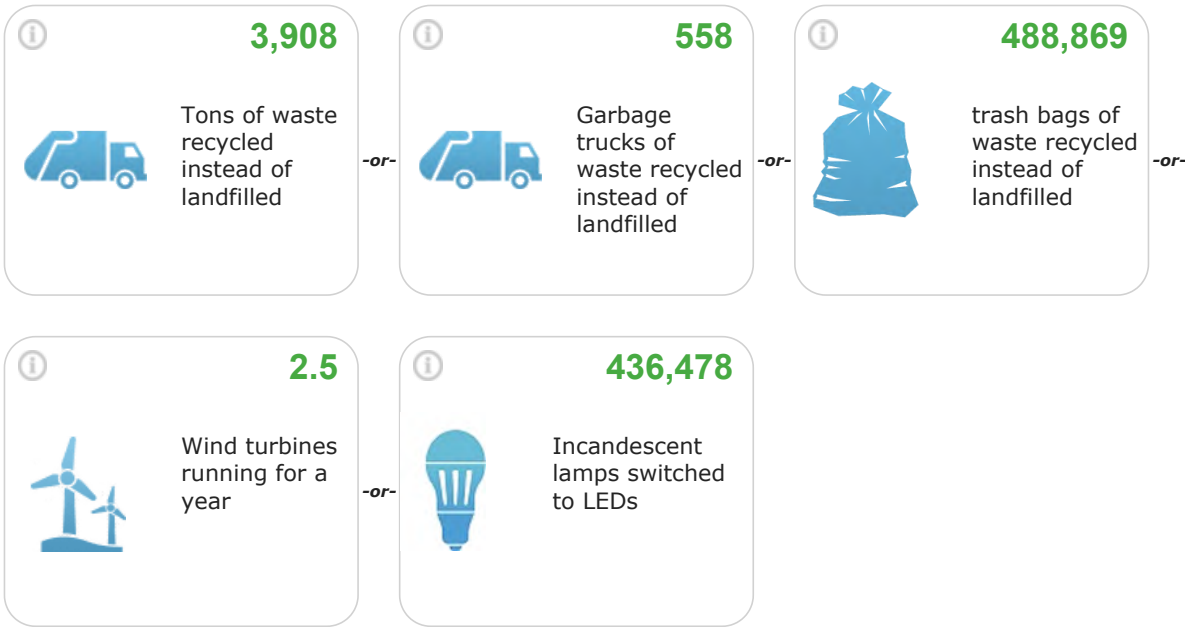 3,908
Tons of waste
recycled
instead of
landfilled
-or-
558
Garbage
trucks of
waste recycled
instead of
landfilled
-or-
488,869
trash bags of
waste recycled
instead of
landfilled
-or-
2.5
Wind turbines
running for a
year
-or-
436,478
Incandescent
lamps switched
to LEDs